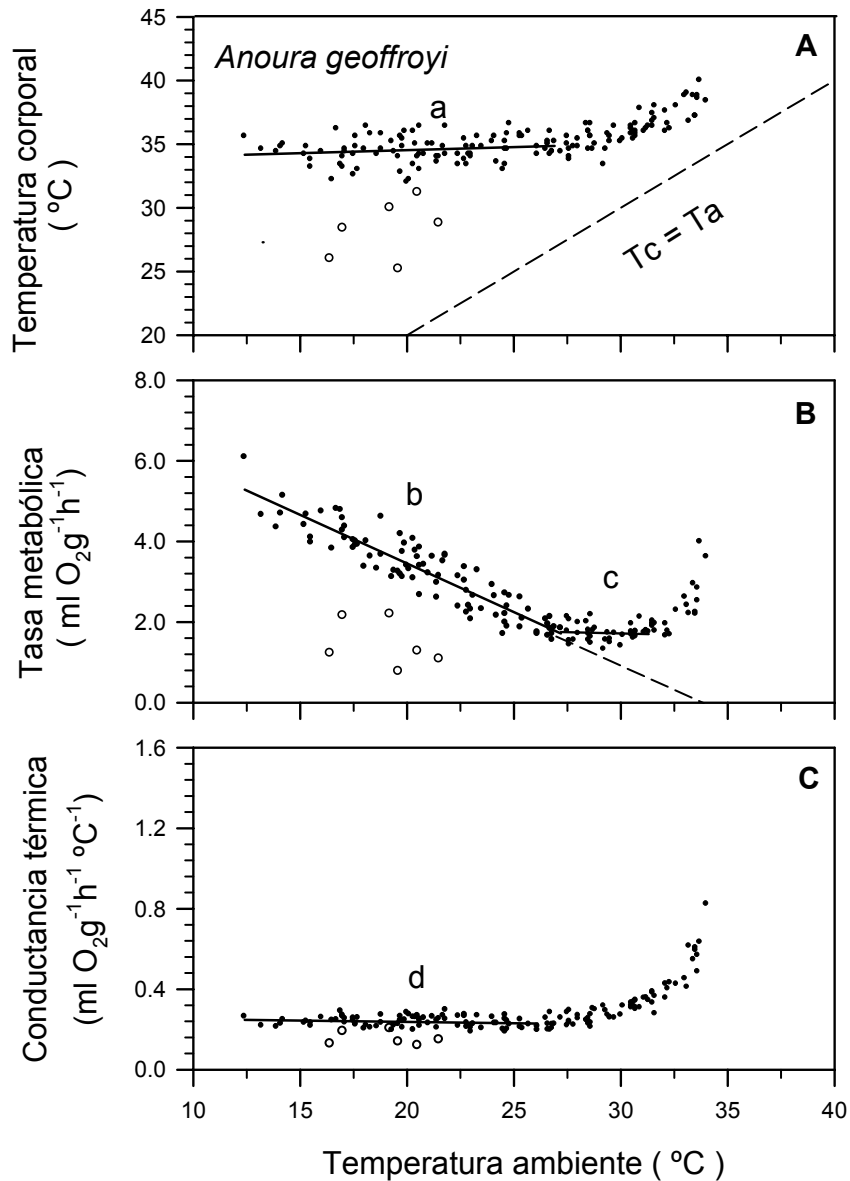 45
40
35
30
25
20
Temperatura corporal
( ºC )
Anoura geoffroyi
A
a
Tc = Ta
8.0
6.0
4.0
2.0
0.0
Tasa metabólica
( ml O₂g⁻¹h⁻¹)
B
b
c
1.6
1.2
0.8
0.4
0.0
Conductancia térmica
(ml O₂g⁻¹h⁻¹ ºC⁻¹)
C
d
10 15 20 25 30 35 40
Temperatura ambiente ( ºC )